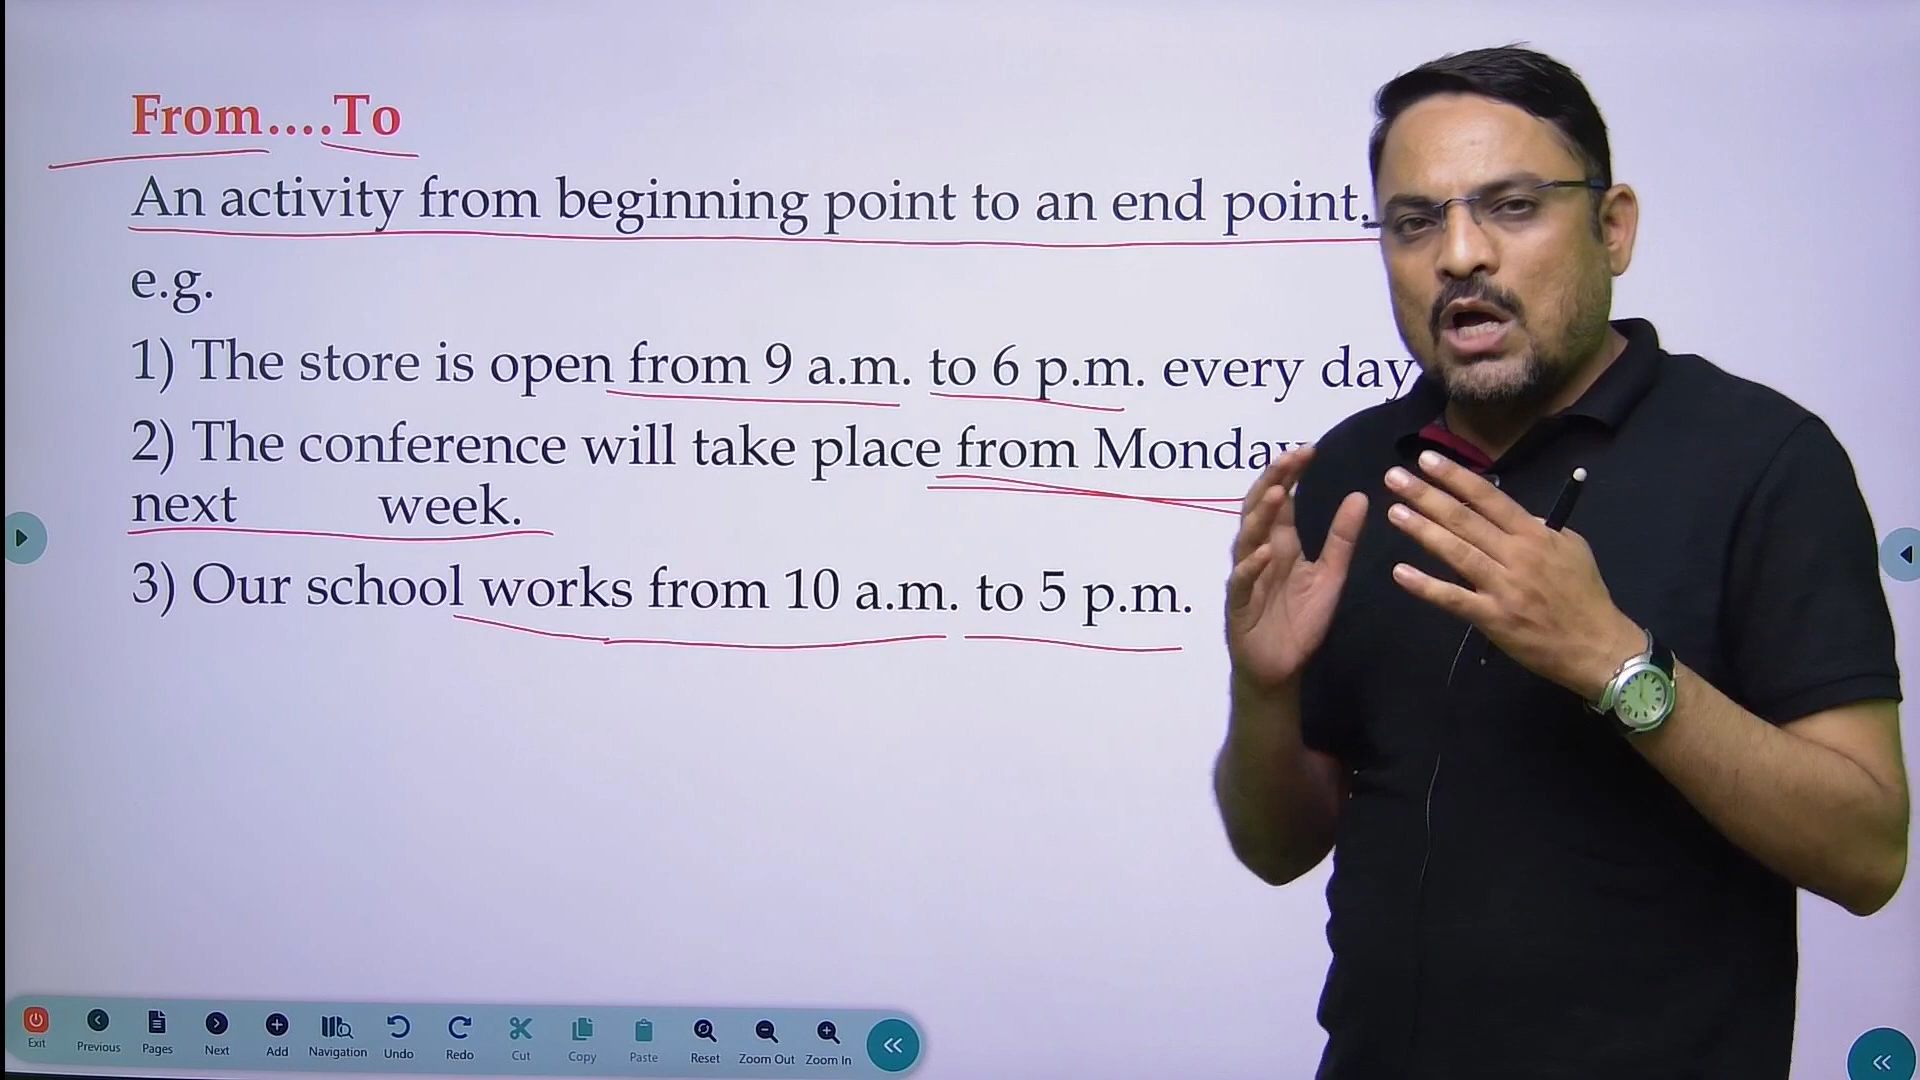 From....To
An activity from beginning point to an end point.
e.g.
1) The store is open from 9 a.m. to 6 p.m. every day
2) The conference will take place from Monday
next week.
3) Our school works from 10 a.m. to 5 p.m.
Exit Previous Pages Next Add Navigation Undo Redo Cut Copy Paste Reset Zoom Out Zoom In